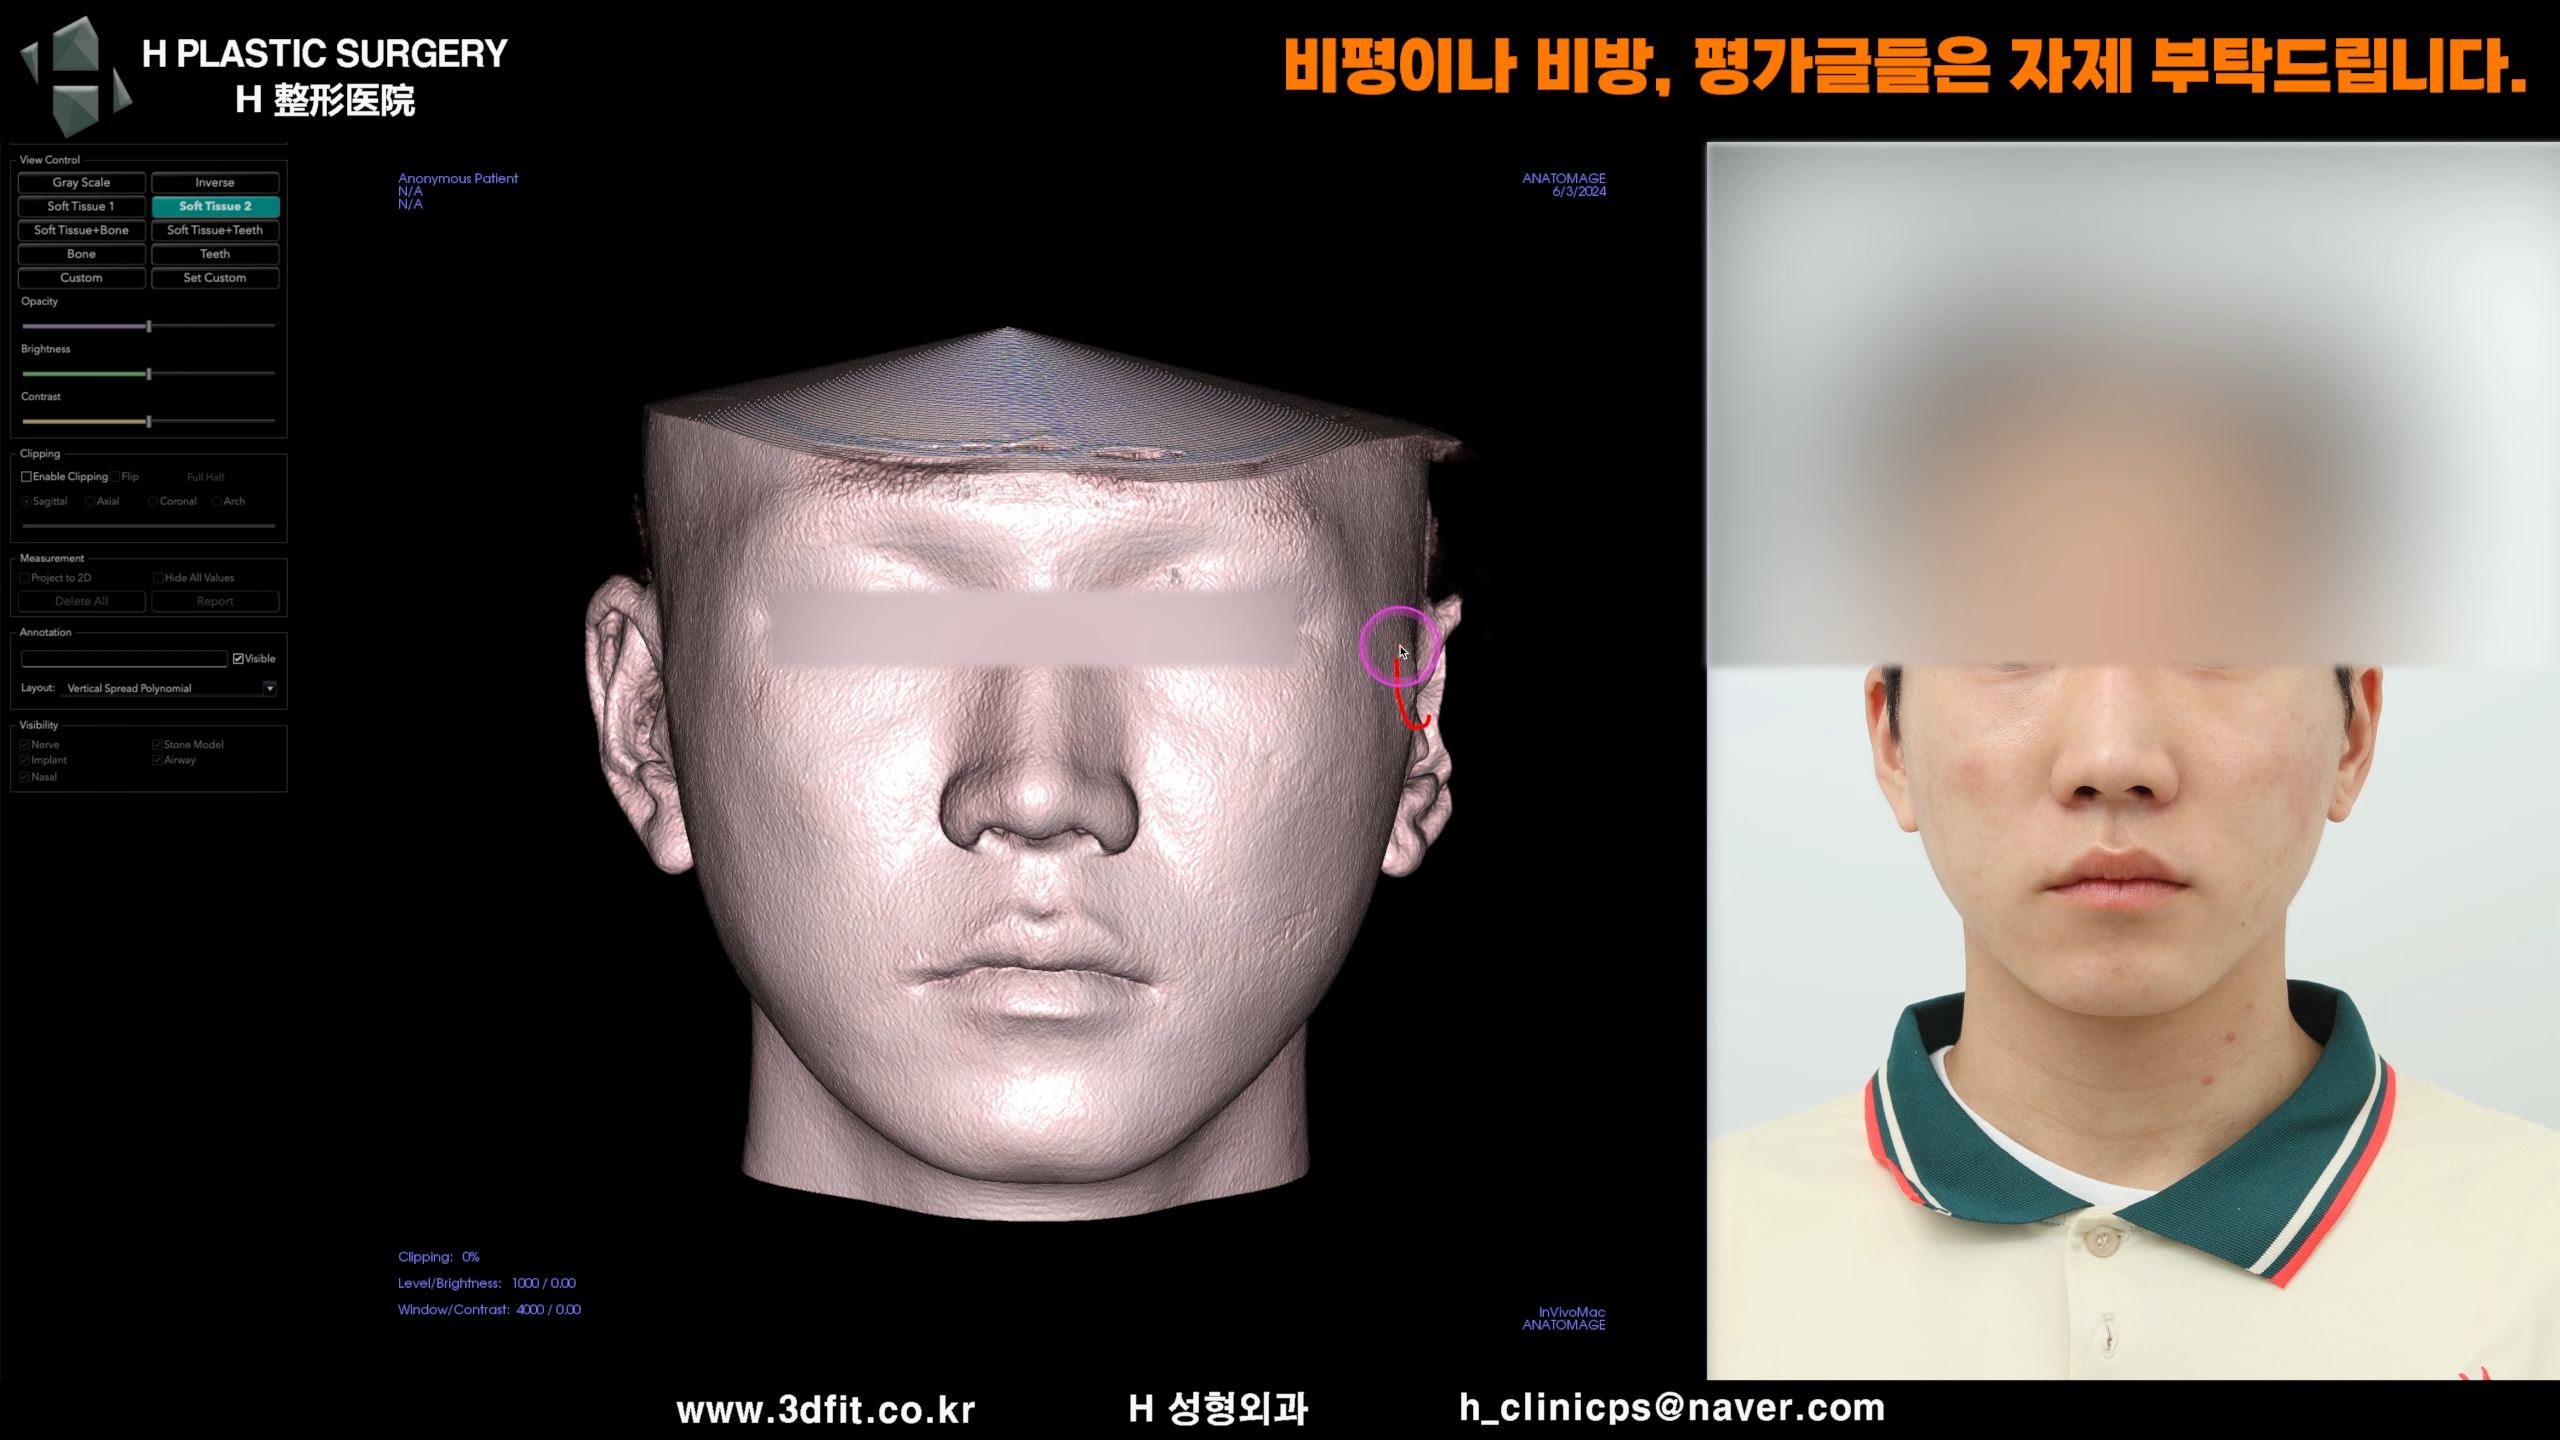 H PLASTIC SURGERY
H 整形医院
비평이나 비방, 평가글들은 자제 부탁드립니다.
View Control
Gray Scale
Inverse
Soft Tissue 1
Soft Tissue 2
Soft Tissue+Bone
Soft Tissue+Teeth
Bone
Teeth
Custom
Set Custom
Opacity
Brightness
Contrast
Clipping
Enable Clipping
Flip
Full Half
Sagittal
Axial
Coronal
Arch
Measurement
Project to 2D
Hide All Values
Delete All
Report
Annotation
Visible
Layout: Vertical Spread Polynomial
Visibility
Nerve
Stone Model
Implant
Airway
Nasal
Anonymous Patient
N/A
N/A
ANATOMAGE
6/3/2024
Clipping: 0%
Level/Brightness: 1000 / 0.00
Window/Contrast: 4000 / 0.00
InVivoMac
ANATOMAGE
www.3dfit.co.kr
H 성형외과
h_clinicps@naver.com